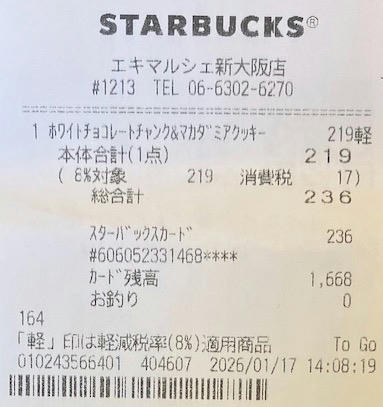 STARBUCKS®
エキマルシェ新大阪店
#1213 TEL 06-6302-6270
1 ホワイトチョコレートチャンク&マカダミアクッキー 219軽
本体合計(1点) 219
( 8%対象 219 消費税 17)
総合計 236
スターバックスカード 236
#606052331468****
カード残高 1,668
お釣り 0
164
「軽」印は軽減税率(8%)適用商品 To Go
010243566401 404607 2026/01/17 14:08:19